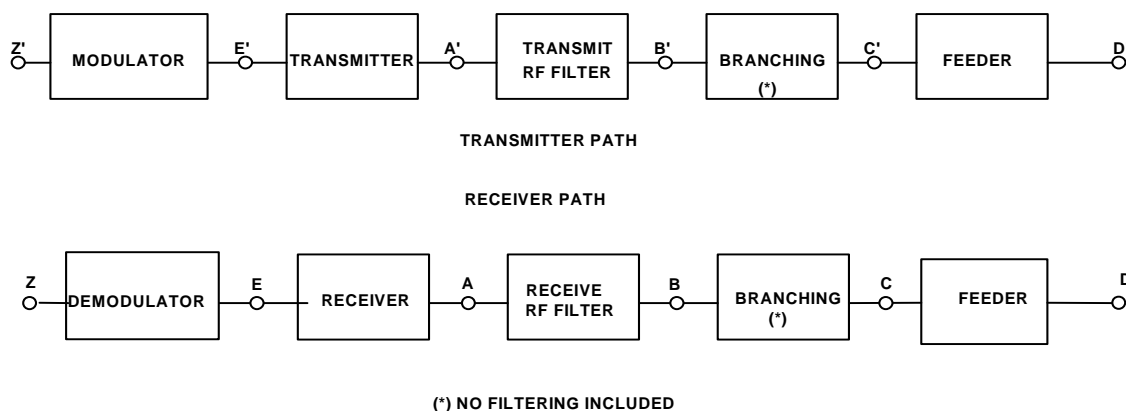 Z' E' A' B' C' D
MODULATOR TRANSMITTER TRANSMIT RF FILTER BRANCHING (*) FEEDER
TRANSMITTER PATH
RECEIVER PATH
Z E A B C D
DEMODULATOR RECEIVER RECEIVE RF FILTER BRANCHING (*) FEEDER
(*) NO FILTERING INCLUDED